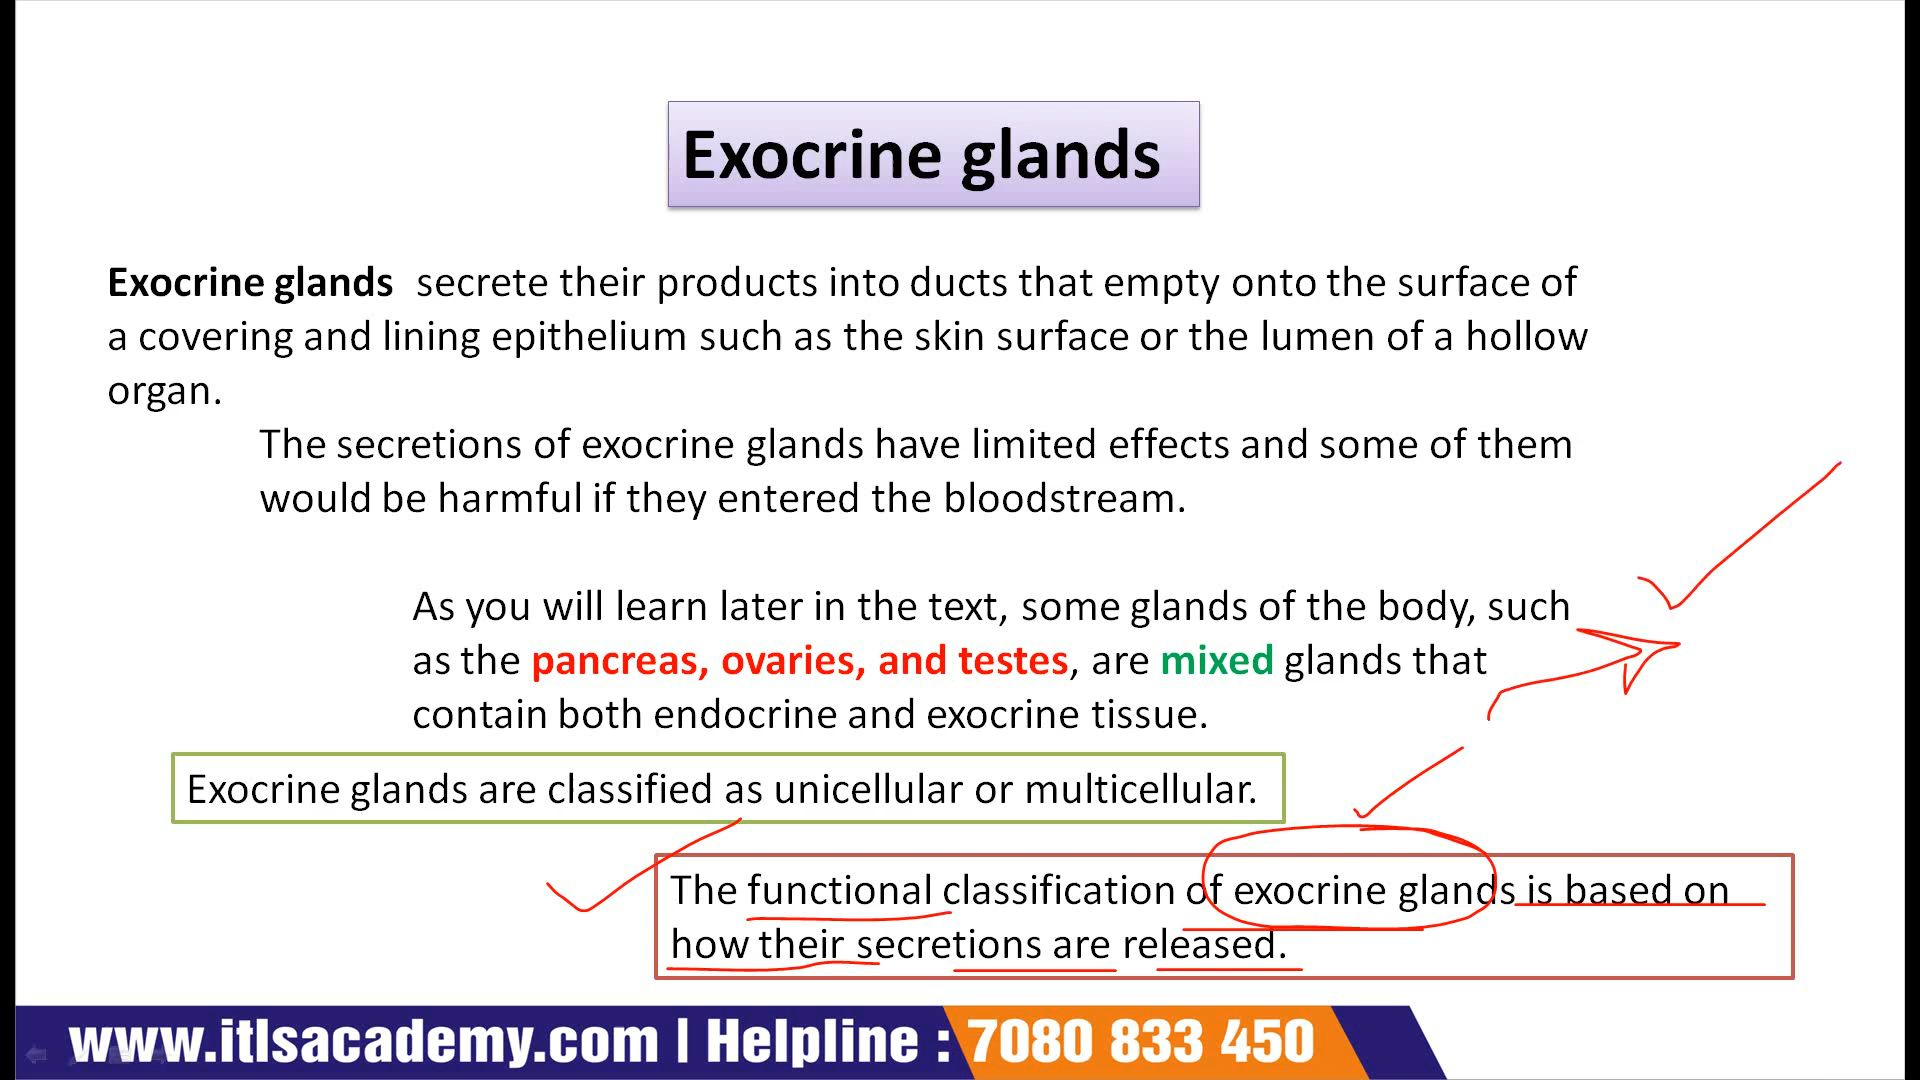 Exocrine glands
Exocrine glands secrete their products into ducts that empty onto the surface of
a covering and lining epithelium such as the skin surface or the lumen of a hollow
organ.
The secretions of exocrine glands have limited effects and some of them
would be harmful if they entered the bloodstream.
As you will learn later in the text, some glands of the body, such
as the pancreas, ovaries, and testes, are mixed glands that
contain both endocrine and exocrine tissue.
Exocrine glands are classified as unicellular or multicellular.
The functional classification of exocrine glands is based on
how their secretions are released.
www.itlsacademy.com | Helpline : 7080 833 450